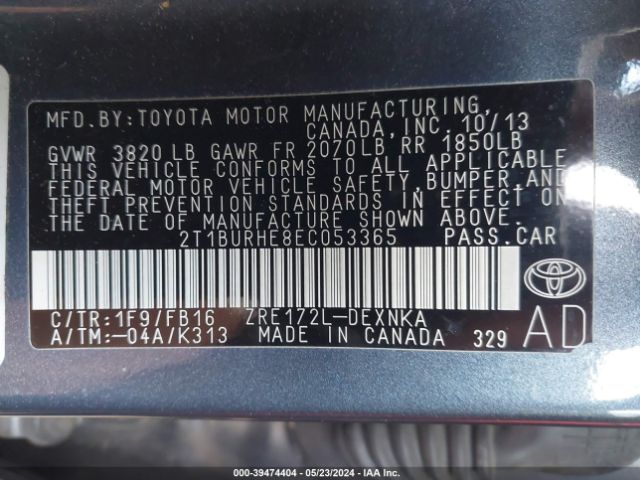 MFD.BY:TOYOTA MOTOR MANUFACTURING,
CANADA, INC. 10/13
GVWR 3820 LB GAWR FR 2070LB RR 1850LB
THIS VEHICLE CONFORMS TO ALL APPLICABLE
FEDERAL MOTOR VEHICLE SAFETY,BUMPER,AND
THEFT PREVENTION STANDARDS IN EFFECT ON
THE DATE OF MANUFACTURE SHOWN ABOVE.
2T1BURHE8EC053365 PASS.CAR
C/TR:1F9/FB16 ZRE172L-DEXNKA
A/TM:-04A/K313 MADE IN CANADA 329
AD
000-39474404 - 05/23/2024 - IAA Inc.